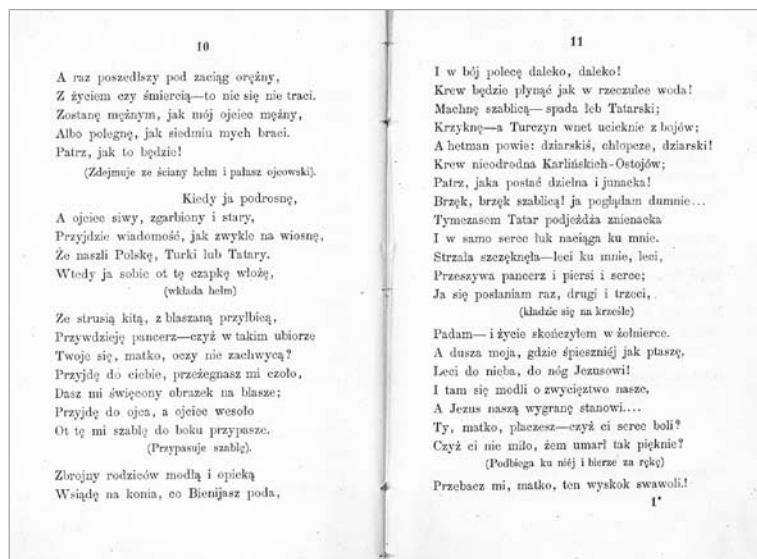 10
A raz poszedłszy pod zaciąg orężny,
Z życiem czy śmiercią—to nic się nie traci.
Zostanę mężnym, jak mój ojciec mężny,
Albo polegnę, jak siedmiu mych braci.
Patrz, jak to będzie!
(Zdejmuje ze ściany hełm i pałasz ojcowski).
Kiedy ja podrosnę,
A ojciec siwy, zgarbiony i stary,
Przyjdzie wiadomość, jak zwykle na wiosnę,
Że naszli Polskę, Turki lub Tatary.
Wtedy ja sobie ot tę czapkę włożę,
(wkłada hełm)
Ze strusią kitą, z blaszaną przyłbicą,
Przywdzieję pancerz—czyż w takim ubiorze
Twoje się, matko, oczy nie zachwycą?
Przyjdę do ciebie, przeżegnasz mi czoło,
Dasz mi święcony obrazek na blasze;
Przyjdę do ojca, a ojciec wesoło
Ot tę mi szablę do boku przypasze.
(Przypasuje szablę).
Zbrojny rodziców modłą i opieką
Wsiądę na konia, co Bienijasz poda,
11
I w bój polecę daleko, daleko!
Krew będzie płynąć jak w rzeczułce woda!
Machnę szablicą—spada łeb Tatarski;
Krzyknę—a Turczyn wnet ucieknie z bojów;
A hetman powie: dziarskiś, chłopcze, dziarski!
Krew nieodrodna Karlińskich-Ostojów;
Patrz, jaka postać dzielna i junacka!
Brzęk, brzęk szablicą! ja poglądam dumnie...
Tymczasem Tatar podjeżdża znienacka
I w samo serce łuk naciąga ku mnie.
Strzała szczęknęła—leci ku mnie, leci,
Przeszywa pancerz i piersi i serce;
Ja się posłaniam raz, drugi i trzeci,
(kładzie się na krześle)
Padam—i życie skończyłem w żołnierce.
A dusza moja, gdzie śpieszniéj jak ptaszę,
Leci do nieba, do nóg Jezusowi!
I tam się modli o zwycięztwo nasze,
A Jezus naszą wygranę stanowi....
Ty, matko, płaczesz—czyż ci serce boli?
Czyż ci nie miło, żem umarł tak pięknie?
(Podbiega ku niéj i bierze za rękę)
Przebacz mi, matko, ten wyskok swawoli.!
1*